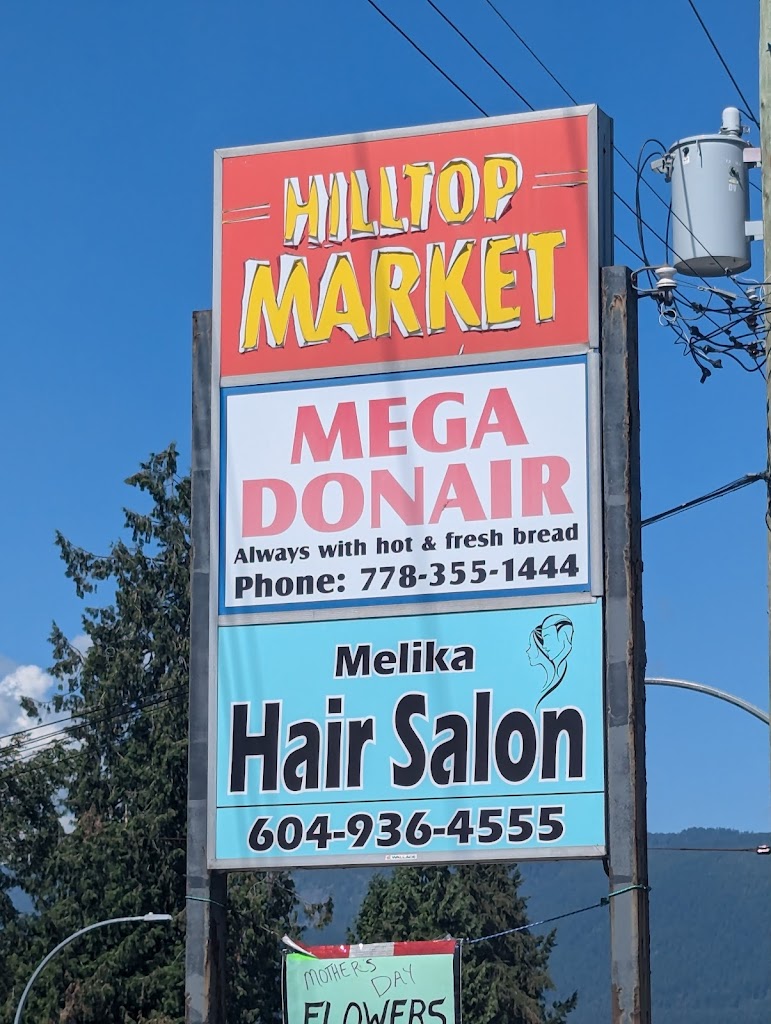 HILLTOP
MARKET
MEGA
DONAIR
Always with hot & fresh bread
Phone: 778-355-1444
Melika
Hair Salon
604-936-4555
MOTHERS
DAY
FLOWERS